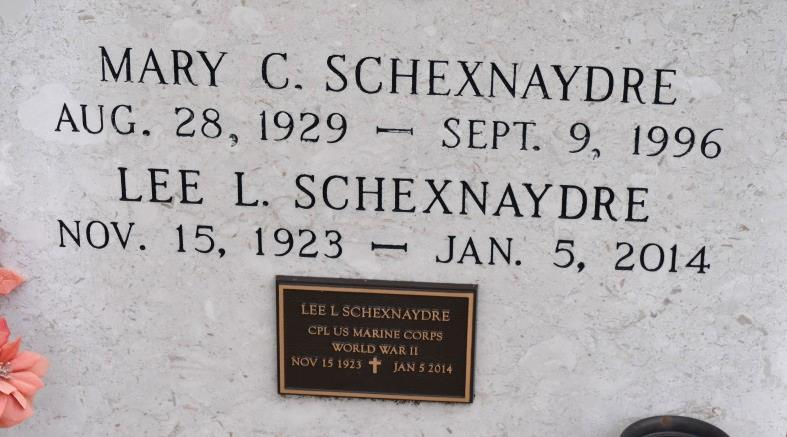 MARY C. SCHEXNAYDRE
AUG. 28, 1929 — SEPT. 9, 1996
LEE L. SCHEXNAYDRE
NOV. 15, 1923 — JAN. 5, 2014
LEE L SCHEXNAYDRE
CPL US MARINE CORPS
WORLD WAR II
NOV 15 1923 ✝ JAN 5 2014